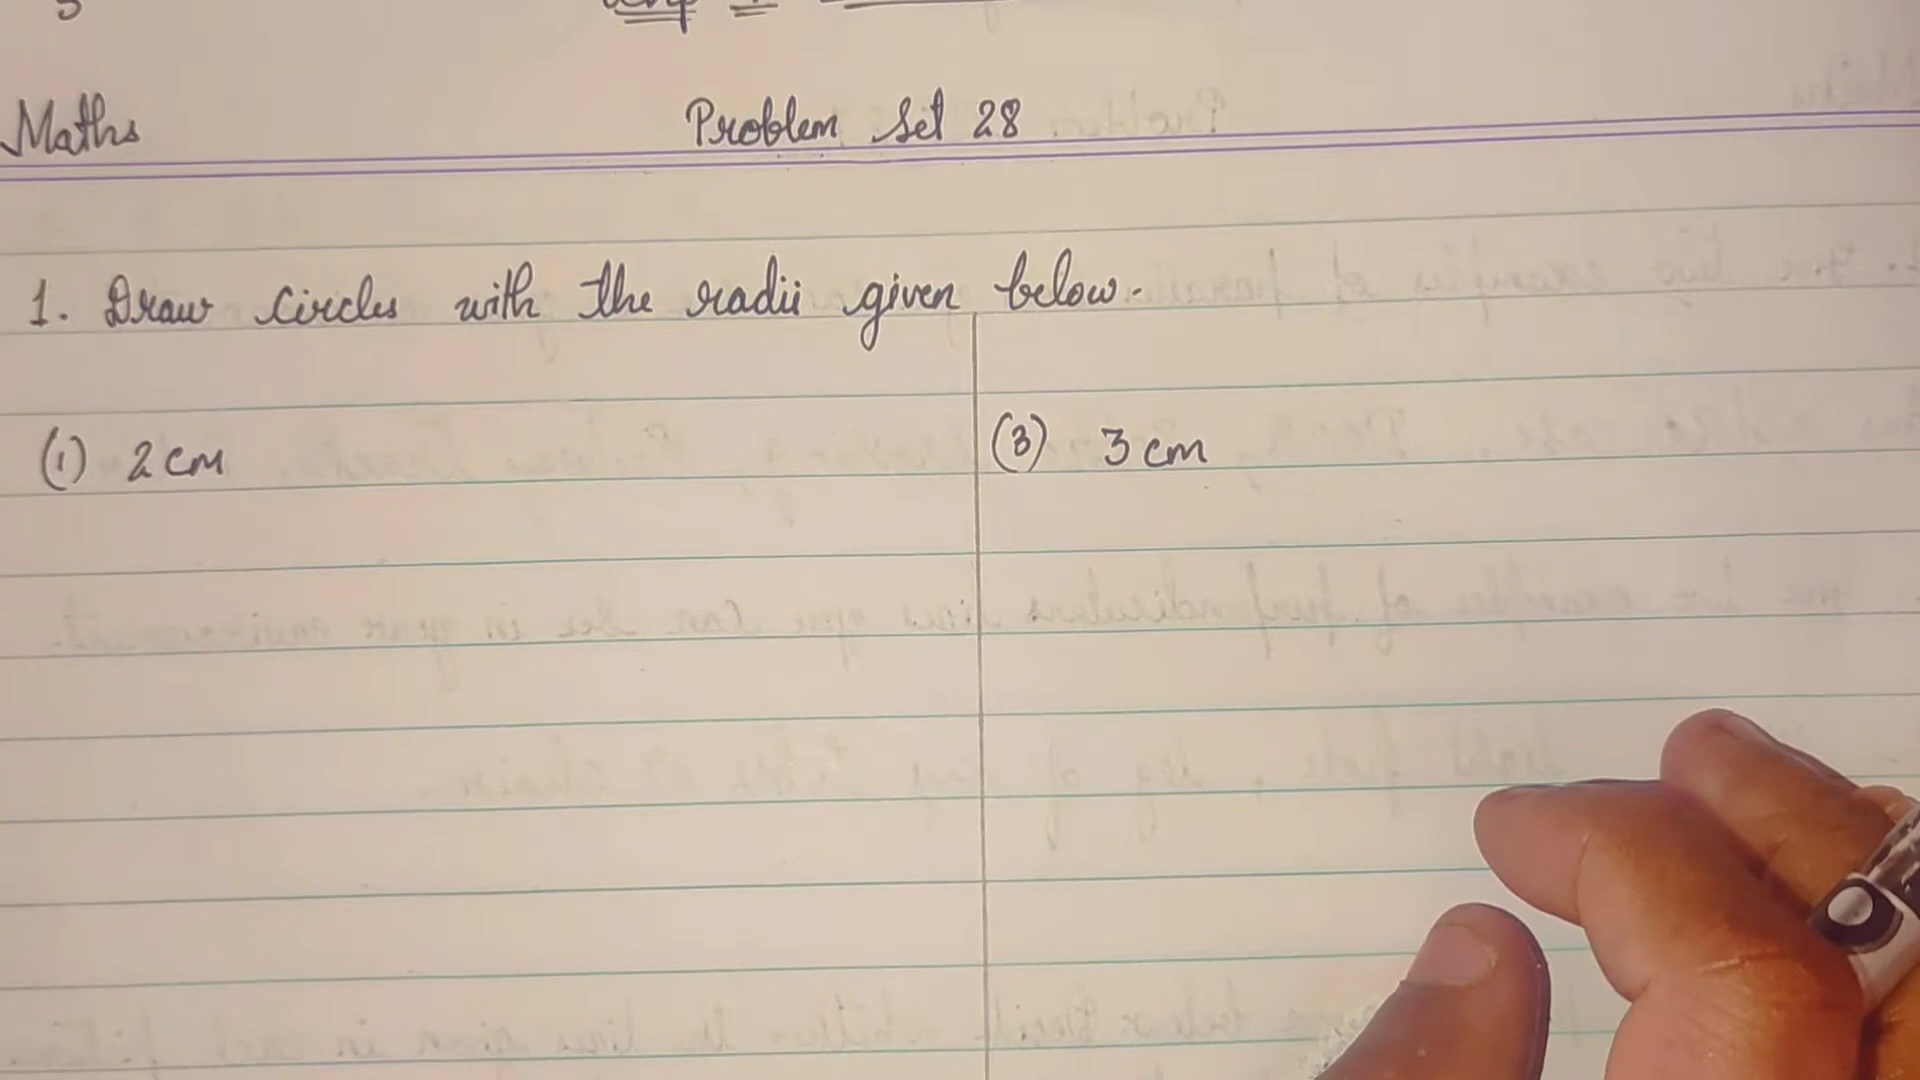 Maths
Problem Set 28
1. Draw circles with the radii given below.
(1) 2 cm
(3) 3 cm